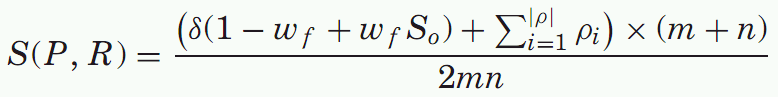 S(P, R) = \frac{\left(\delta(1 - w_f + w_f S_o) + \sum_{i=1}^{|\rho|} \rho_i\right) \times (m + n)}{2mn}